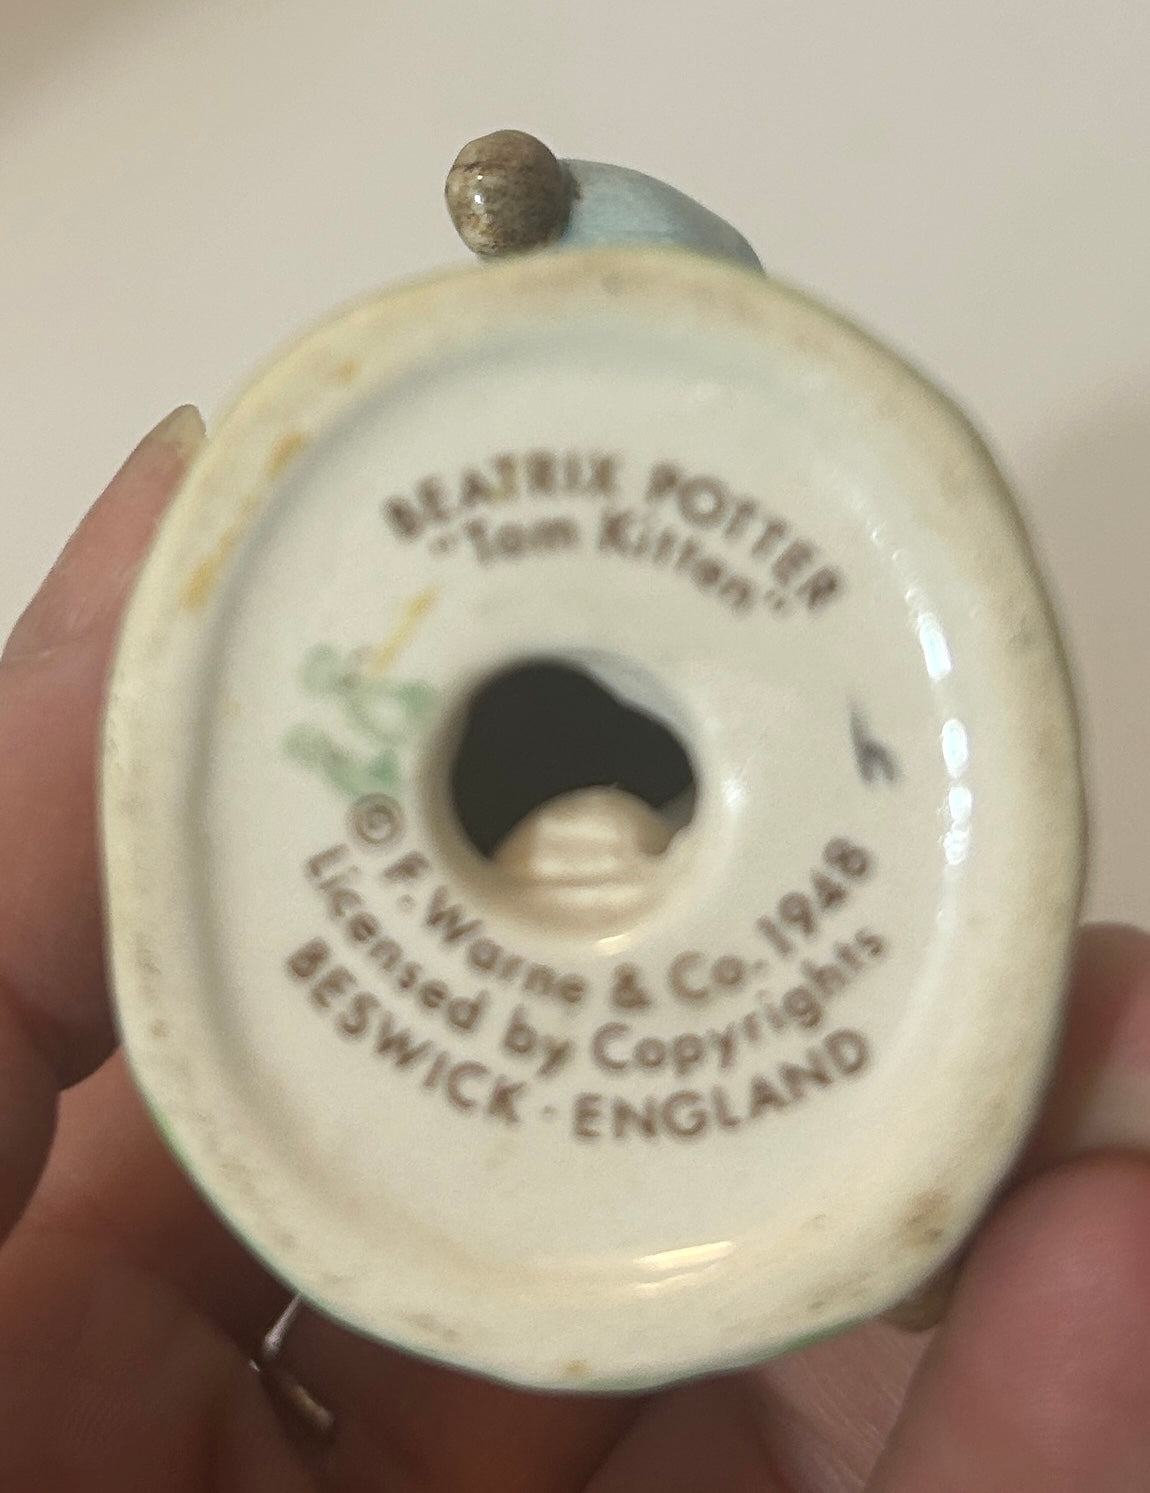 BEATRIX POTTER
"Tom Kitten"
© F. Warne & Co. 1948
Licensed by Copyrights
BESWICK · ENGLAND